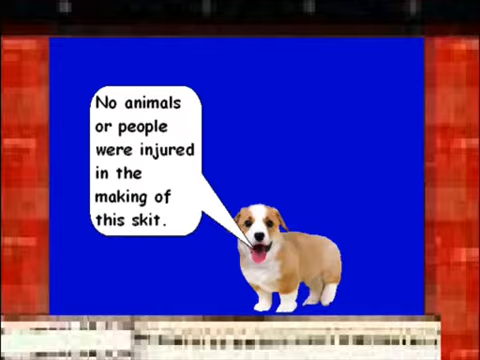 No animals
or people
were injured
in the
making of
this skit.